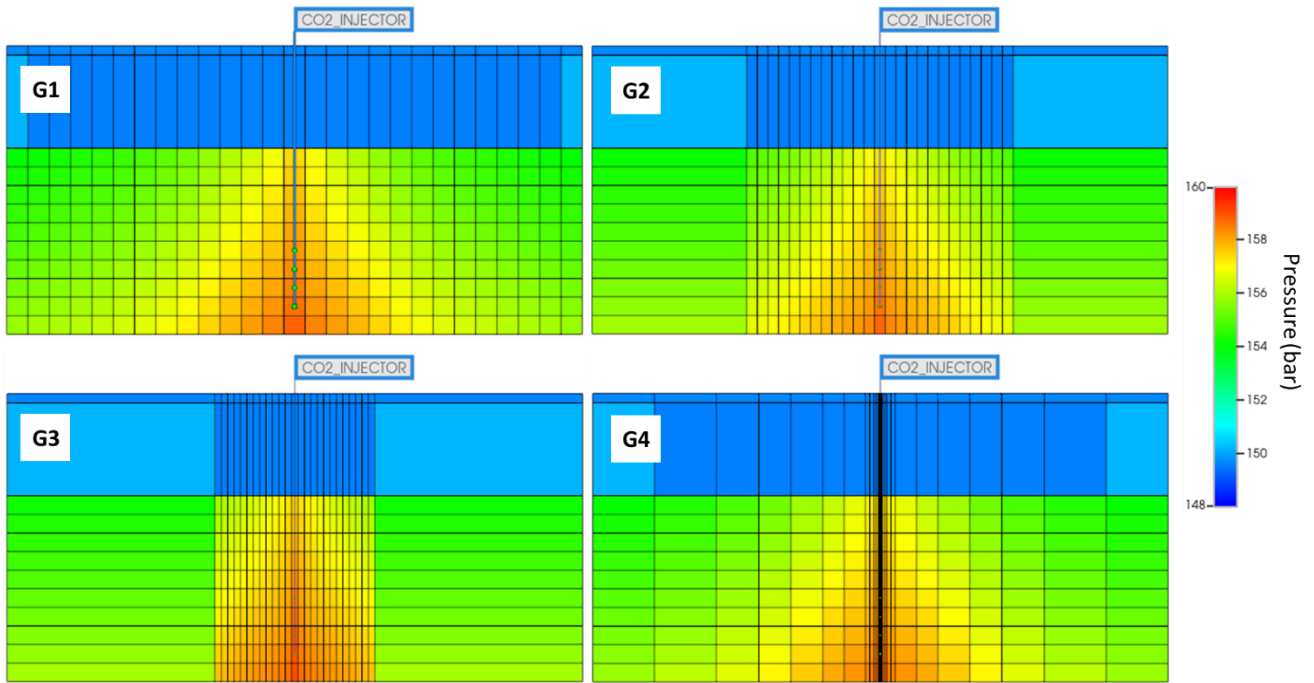 CO2_INJECTOR
CO2_INJECTOR
G1
G2
160
158
156
154
152
150
148
Pressure (bar)
CO2_INJECTOR
CO2_INJECTOR
G3
G4